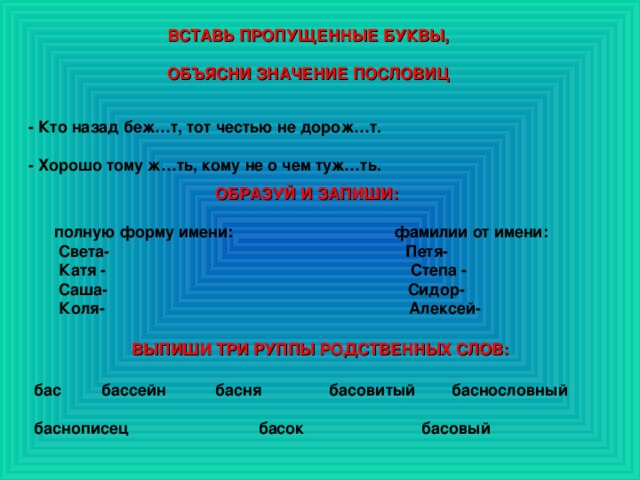 ВСТАВЬ ПРОПУЩЕННЫЕ БУКВЫ,
ОБЪЯСНИ ЗНАЧЕНИЕ ПОСЛОВИЦ
- Кто назад беж…т, тот честью не дорож…т.
- Хорошо тому ж…ть, кому не о чем туж…ть.
ОБРАЗУЙ И ЗАПИШИ:
полную форму имени: фамилии от имени:
Света- Петя-
Катя - Степа -
Саша- Сидор-
Коля- Алексей-
ВЫПИШИ ТРИ РУППЫ РОДСТВЕННЫХ СЛОВ:
бас бассейн басня басовитый баснословный
баснописец басок басовый